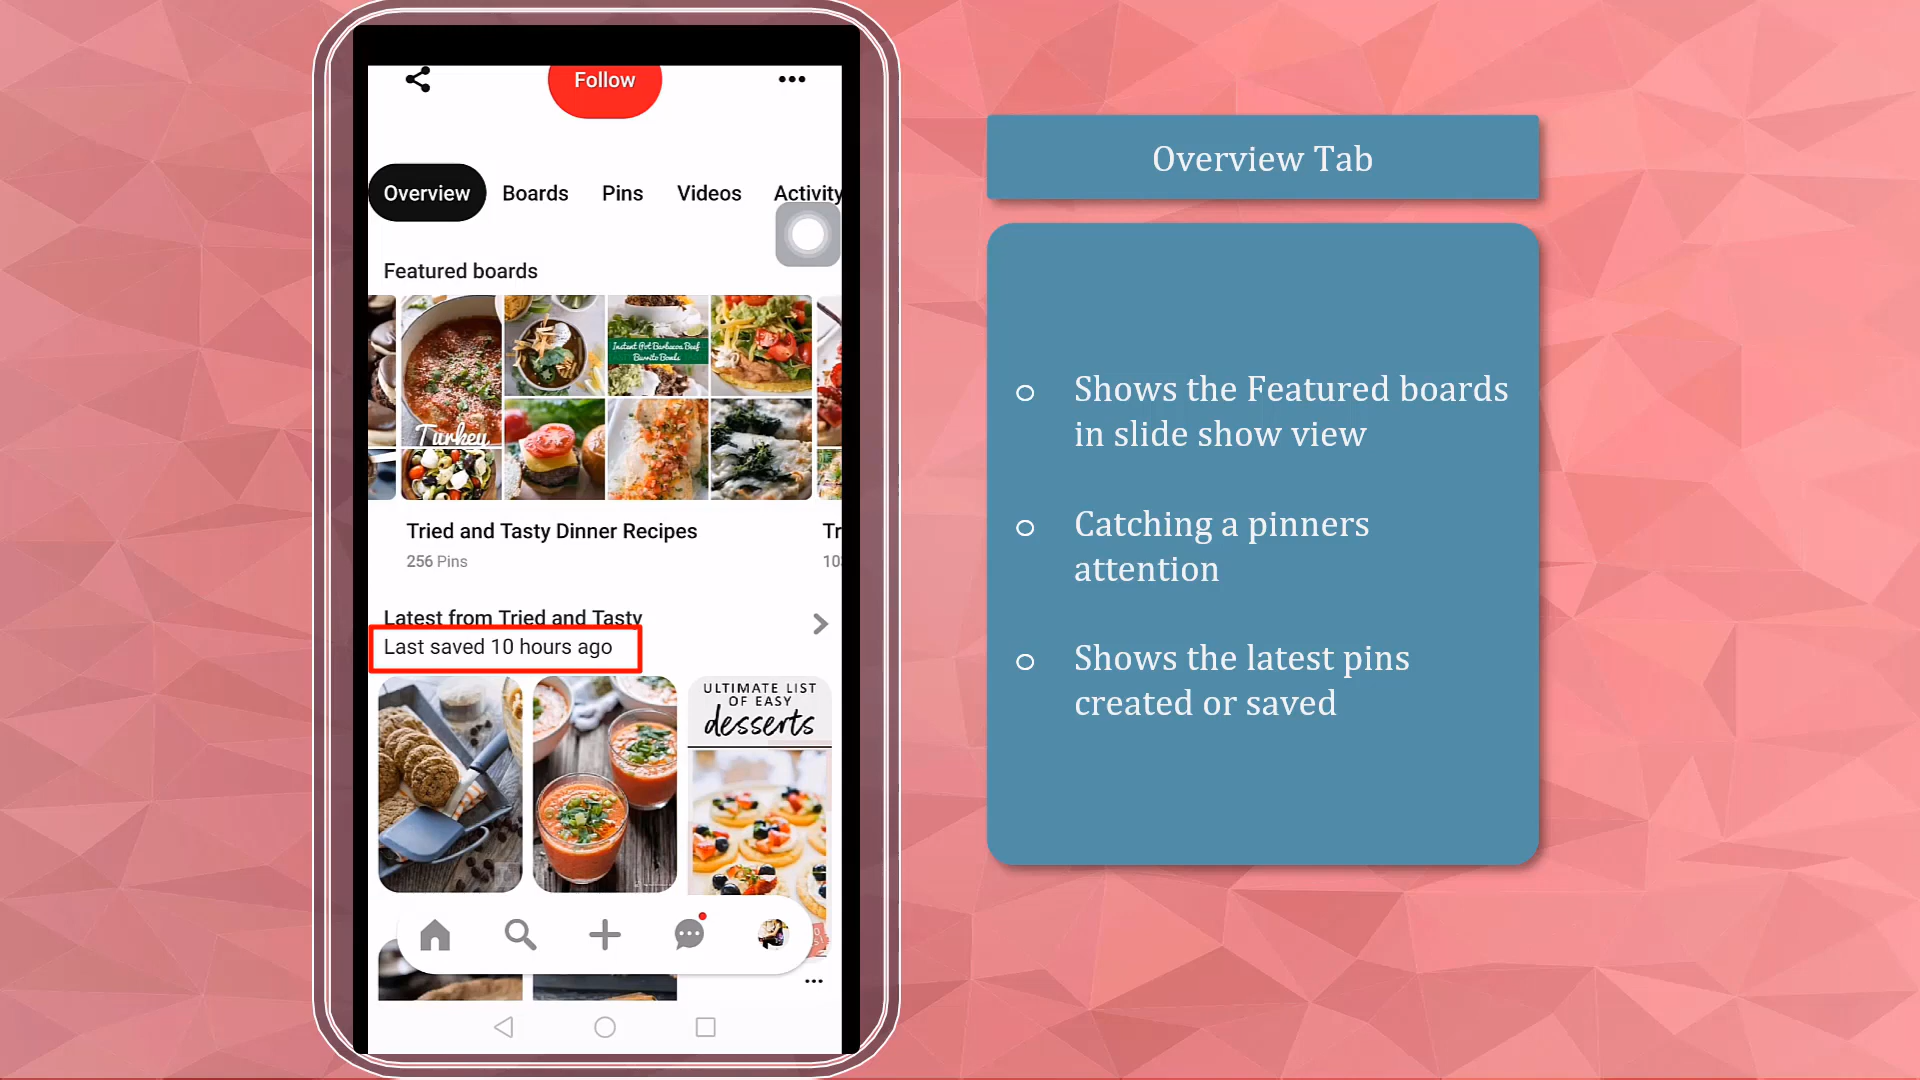 Follow
Overview Boards Pins Videos Activity
Featured boards
Instant Pot Barbacoa Beef
Burrito Bowls
Turkey
Tried and Tasty Dinner Recipes
Tr
256 Pins
10
Latest from Tried and Tasty
Last saved 10 hours ago
ULTIMATE LIST
OF EASY
desserts
Overview Tab
Shows the Featured boards
in slide show view
Catching a pinners
attention
Shows the latest pins
created or saved